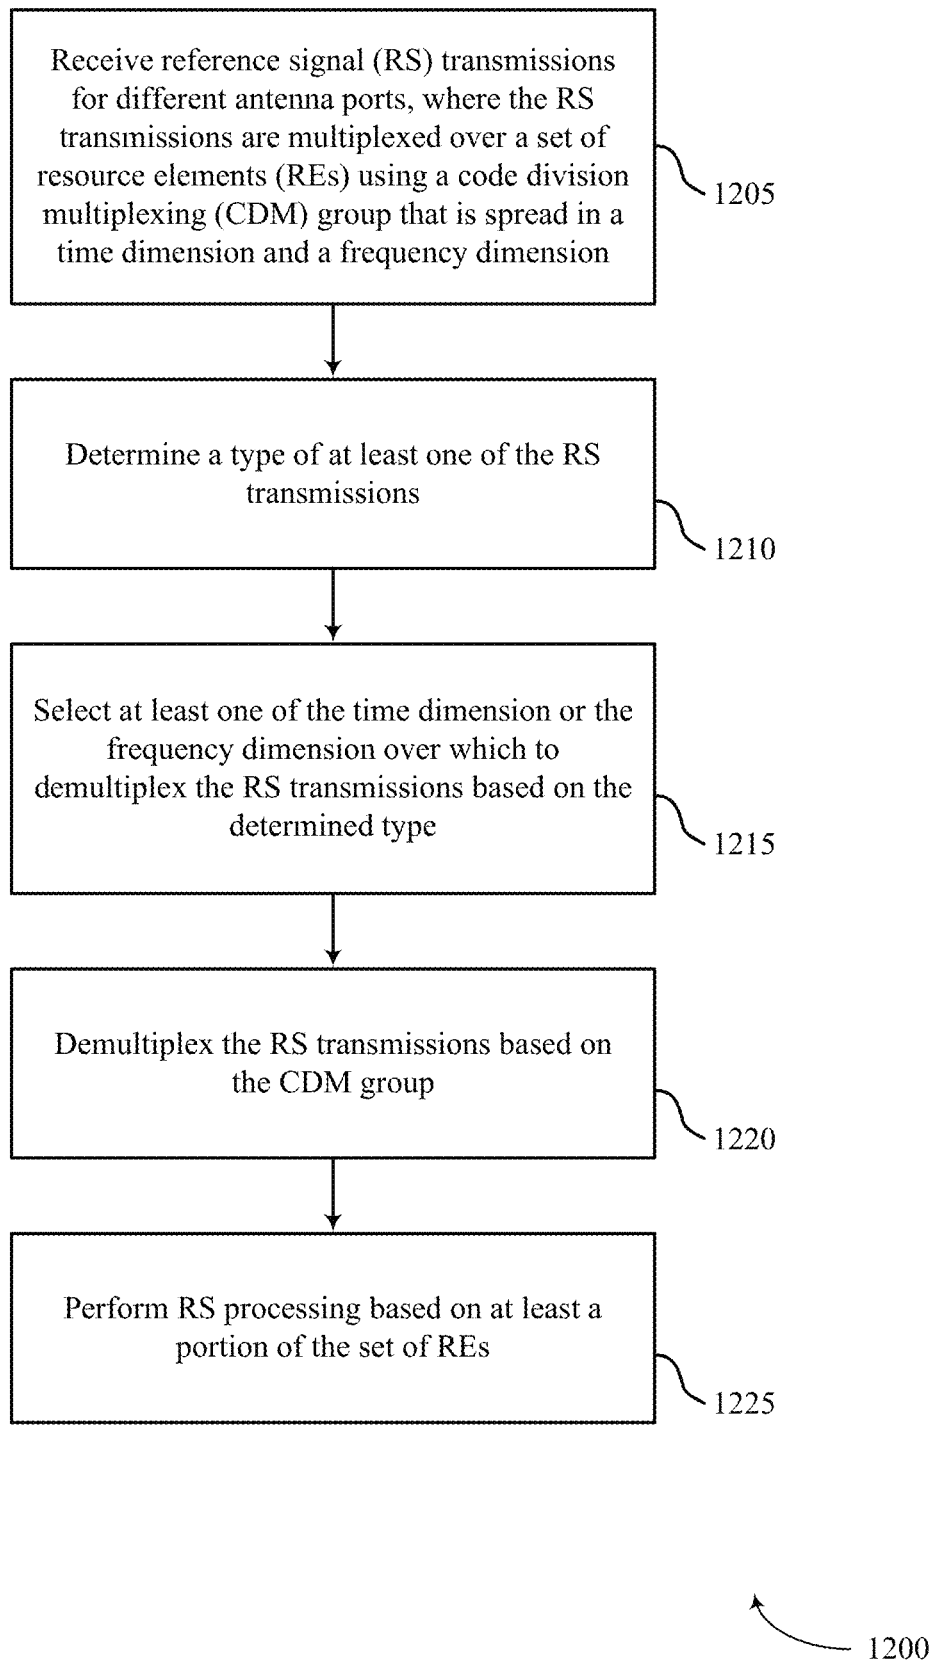 Receive reference signal (RS) transmissions
for different antenna ports, where the RS
transmissions are multiplexed over a set of
resource elements (REs) using a code division
multiplexing (CDM) group that is spread in a
time dimension and a frequency dimension
1205
Determine a type of at least one of the RS
transmissions
1210
Select at least one of the time dimension or the
frequency dimension over which to
demultiplex the RS transmissions based on the
determined type
1215
Demultiplex the RS transmissions based on
the CDM group
1220
Perform RS processing based on at least a
portion of the set of REs
1225
1200